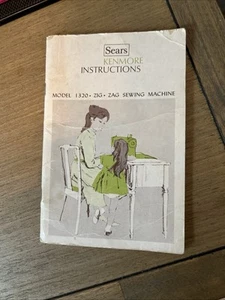 Sears
KENMORE
INSTRUCTIONS
MODEL 1320 • ZIG • ZAG SEWING MACHINE